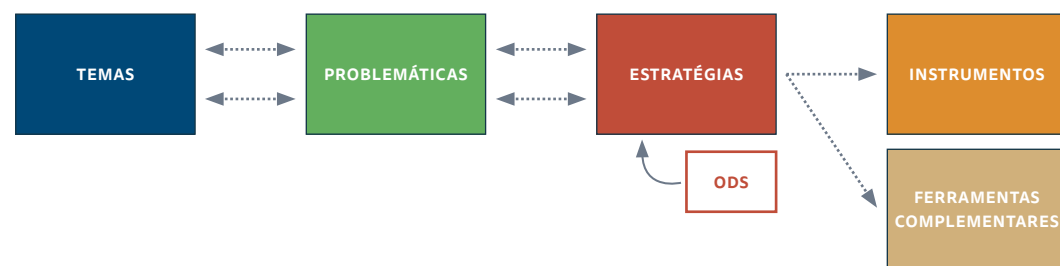 TEMAS
PROBLEMÁTICAS
ESTRATÉGIAS
INSTRUMENTOS
ODS
FERRAMENTAS
COMPLEMENTARES